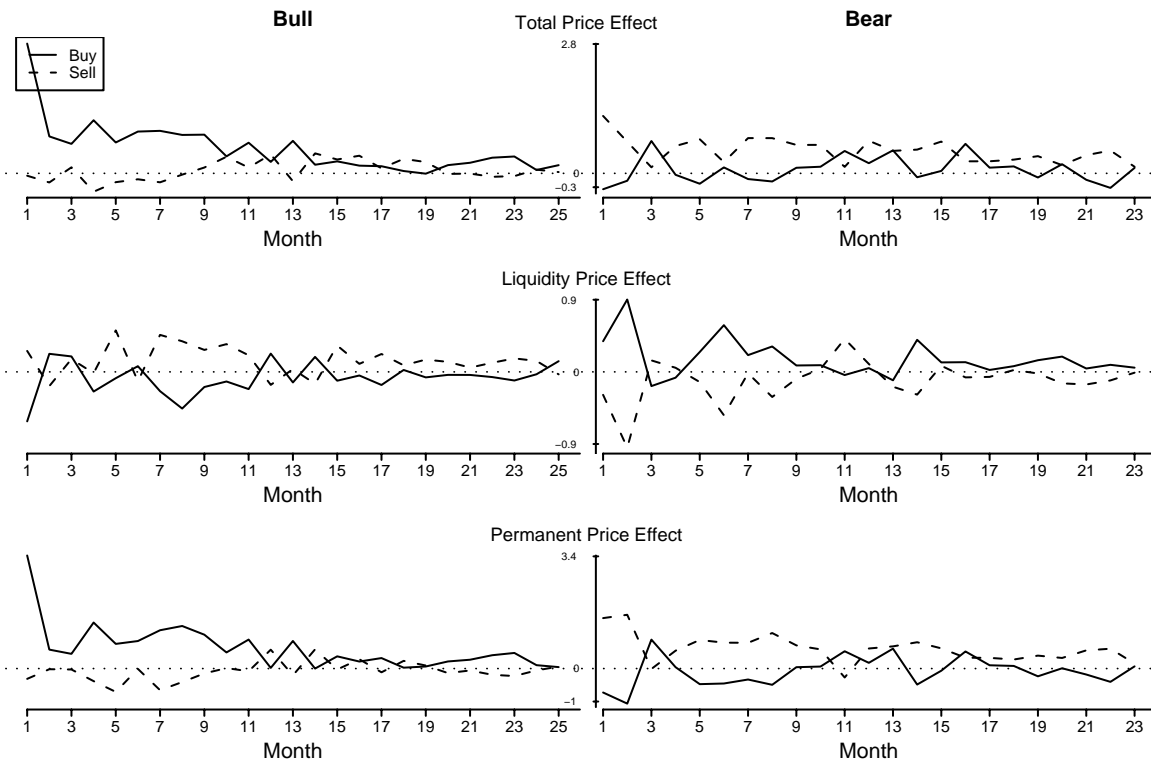 Bull
Total Price Effect
Bear
Buy
Sell
2.8
0
−0.3
1 3 5 7 9 11 13 15 17 19 21 23 25
Month
1 3 5 7 9 11 13 15 17 19 21 23
Month
Liquidity Price Effect
0.9
0
−0.9
1 3 5 7 9 11 13 15 17 19 21 23 25
Month
1 3 5 7 9 11 13 15 17 19 21 23
Month
Permanent Price Effect
3.4
0
−1
1 3 5 7 9 11 13 15 17 19 21 23 25
Month
1 3 5 7 9 11 13 15 17 19 21 23
Month